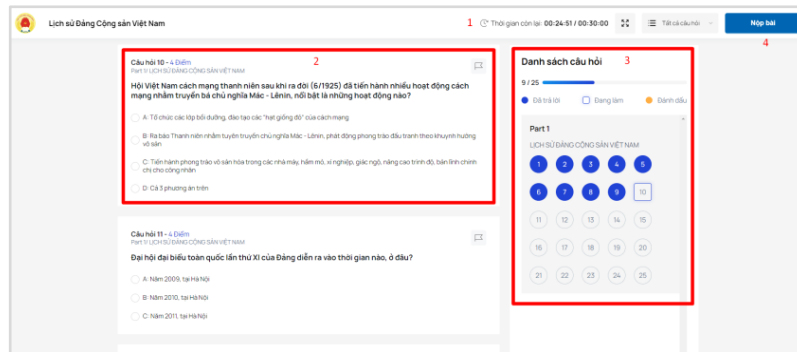 Lịch sử Đảng Cộng sản Việt Nam
1
Thời gian còn lại: 00:24:51 / 00:30:00
Tất cả câu hỏi
Nộp bài
4
Câu hỏi 10 - 4 Điểm
2
Part 1/ LỊCH SỬ ĐẢNG CỘNG SẢN VIỆT NAM
Hội Việt Nam cách mạng thanh niên sau khi ra đời (6/1925) đã tiến hành nhiều hoạt động cách
mạng nhằm truyền bá chủ nghĩa Mác - Lênin, nổi bật là những hoạt động nào?
A: Tổ chức các lớp bồi dưỡng, đào tạo các "hạt giống đỏ" của cách mạng
B: Ra báo Thanh niên nhằm tuyên truyền chủ nghĩa Mác - Lênin, phát động phong trào đấu tranh theo khuynh hướng
vô sản
C: Tiến hành phong trào vô sản hóa trong các nhà máy, hầm mỏ, xí nghiệp, giác ngộ, nâng cao trình độ, bản lĩnh chính
chị cho công nhân
D: Cả 3 phương án trên
Câu hỏi 11 - 4 Điểm
Part 1/ LỊCH SỬ ĐẢNG CỘNG SẢN VIỆT NAM
Đại hội đại biểu toàn quốc lần thứ XI của Đảng diễn ra vào thời gian nào, ở đâu?
A: Năm 2009, tại Hà Nội
B: Năm 2010, tại Hà Nội
C: Năm 2011, tại Hà Nội
Danh sách câu hỏi
3
9 / 25
Đã trả lời
Đang làm
Đánh dấu
Part 1
LỊCH SỬ ĐẢNG CỘNG SẢN VIỆT NAM
1 2 3 4 5
6 7 8 9 10
11 12 13 14 15
16 17 18 19 20
21 22 23 24 25